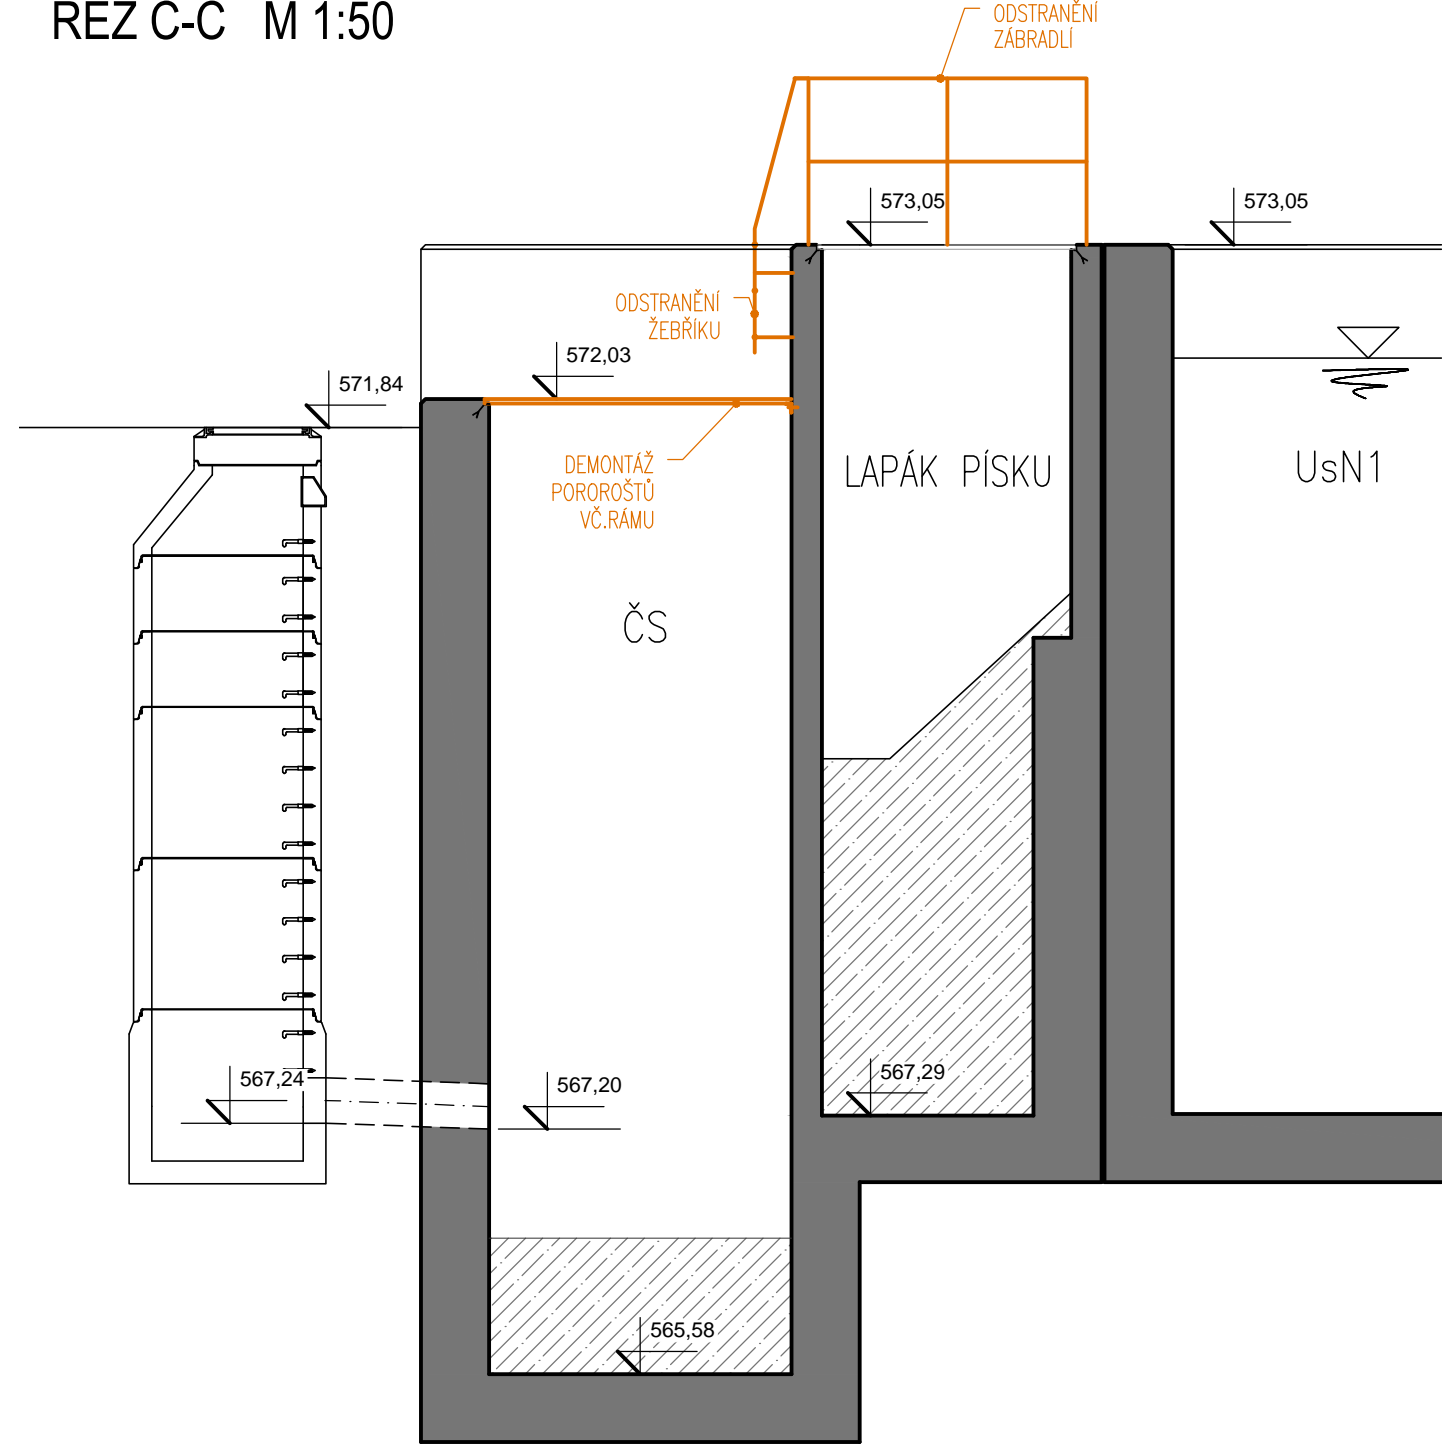 REZ C-C M 1:50
ODSTRANĚNÍ
ZÁBRADLÍ
573,05
573,05
ODSTRANĚNÍ
ŽEBŘÍKU
572,03
571,84
DEMONTÁŽ
POROROŠTŮ
VČ.RÁMU
LAPÁK PÍSKU
UsN1
ČS
567,24
567,20
567,29
565,58